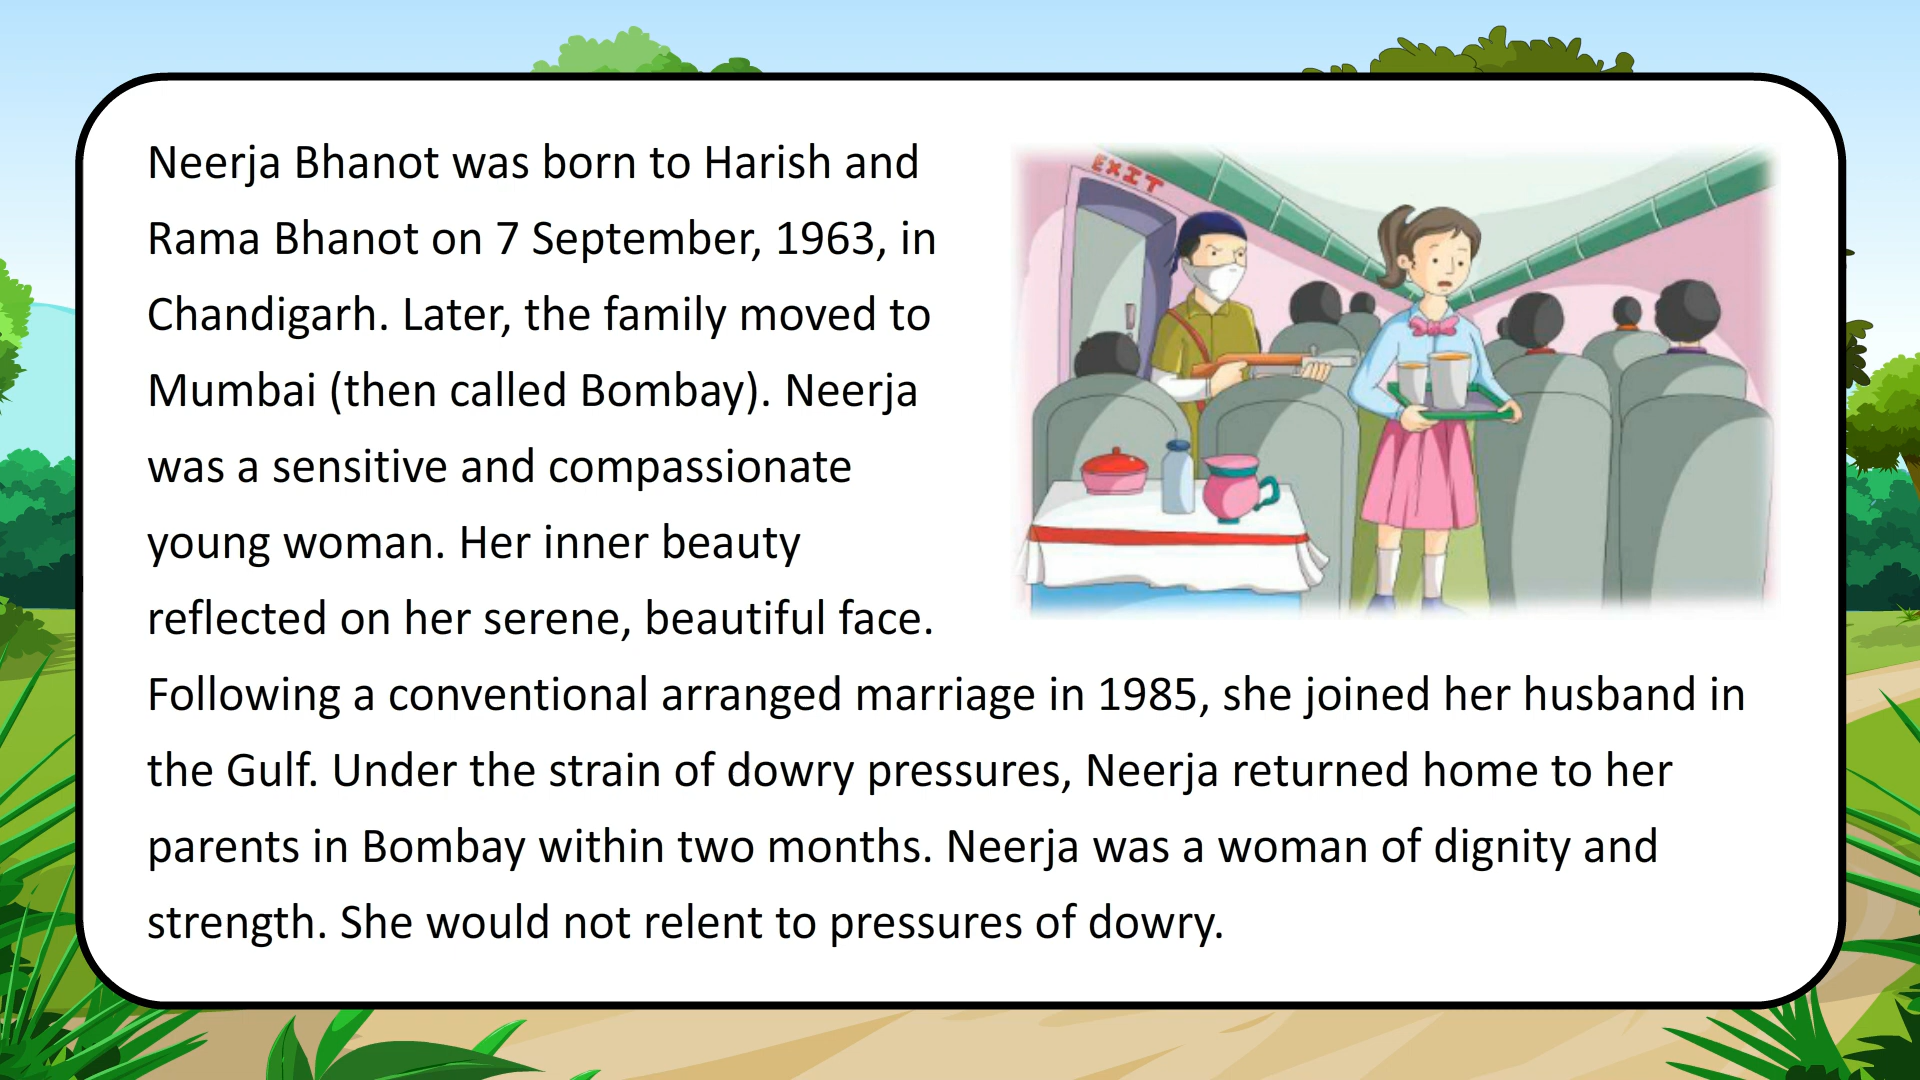 Neerja Bhanot was born to Harish and
Rama Bhanot on 7 September, 1963, in
Chandigarh. Later, the family moved to
Mumbai (then called Bombay). Neerja
was a sensitive and compassionate
young woman. Her inner beauty
reflected on her serene, beautiful face.
Following a conventional arranged marriage in 1985, she joined her husband in
the Gulf. Under the strain of dowry pressures, Neerja returned home to her
parents in Bombay within two months. Neerja was a woman of dignity and
strength. She would not relent to pressures of dowry.
EXIT